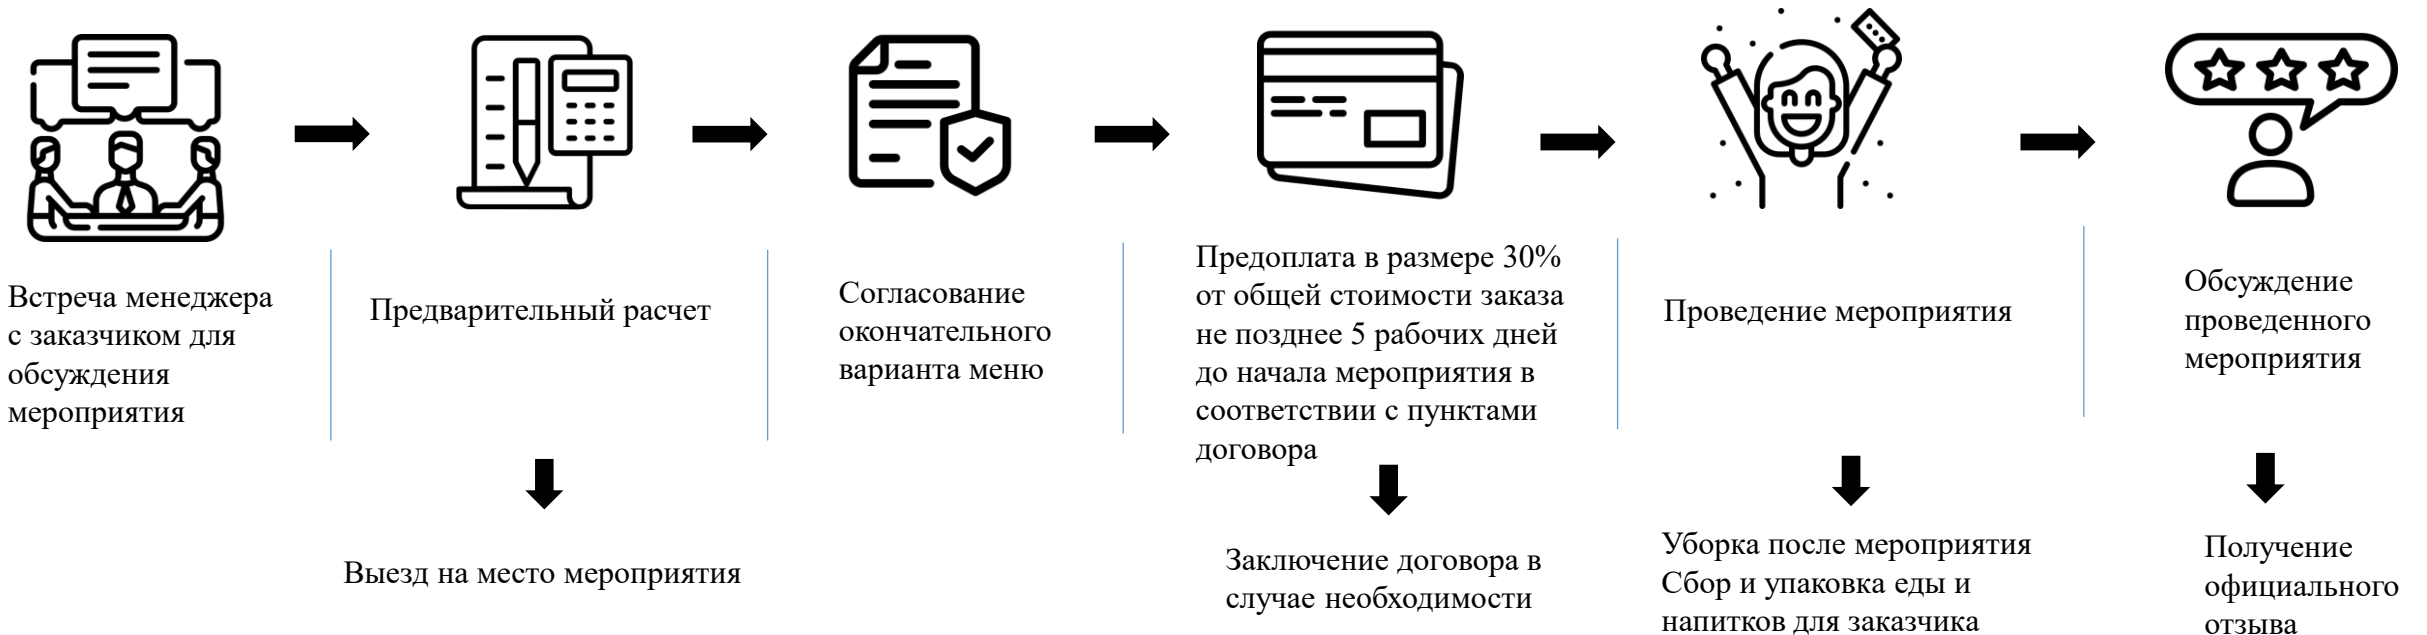 Встреча менеджера
с заказчиком для
обсуждения
мероприятия
Предварительный расчет
Согласование
окончательного
варианта меню
Предоплата в размере 30%
от общей стоимости заказа
не позднее 5 рабочих дней
до начала мероприятия в
соответствии с пунктами
договора
Проведение мероприятия
Обсуждение
проведенного
мероприятия
Выезд на место мероприятия
Заключение договора в
случае необходимости
Уборка после мероприятия
Сбор и упаковка еды и
напитков для заказчика
Получение
официального
отзыва